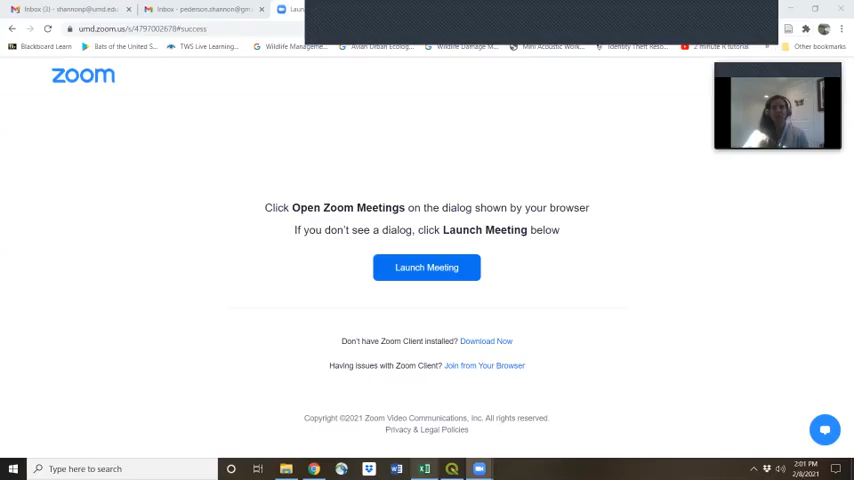 Inbox (3) - shannonp@umd.edu
Inbox - pederson.shannon@gm
Laun
umd.zoom.us/s/4797002678#success
Blackboard Learn
Bats of the United S...
TWS Live Learning...
Wildlife Manageme...
Avian Urban Ecolog...
Wildlife Damage M...
Mini Acoustic Work...
Identity Theft Reso...
2 minute R tutorial
»
Other bookmarks
zoom
Click Open Zoom Meetings on the dialog shown by your browser
If you don't see a dialog, click Launch Meeting below
Launch Meeting
Don't have Zoom Client installed? Download Now
Having issues with Zoom Client? Join from Your Browser
Copyright ©2021 Zoom Video Communications, Inc. All rights reserved.
Privacy & Legal Policies
Type here to search
2:01 PM
2/8/2021